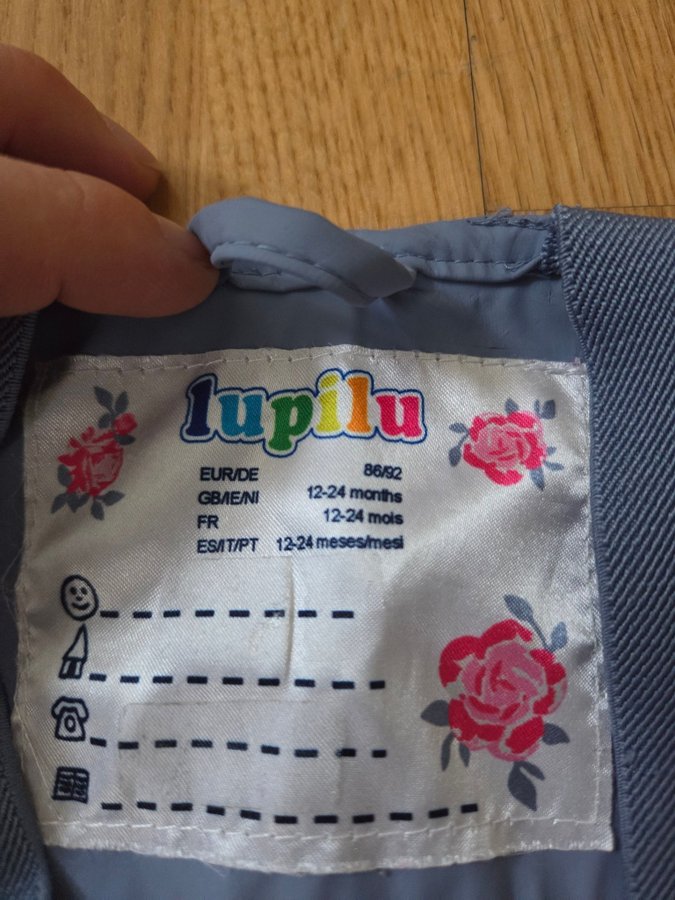 lupilu
EUR/DE 86/92
GB/IE/NI 12-24 months
FR 12-24 mois
ES/IT/PT 12-24 meses/mesi